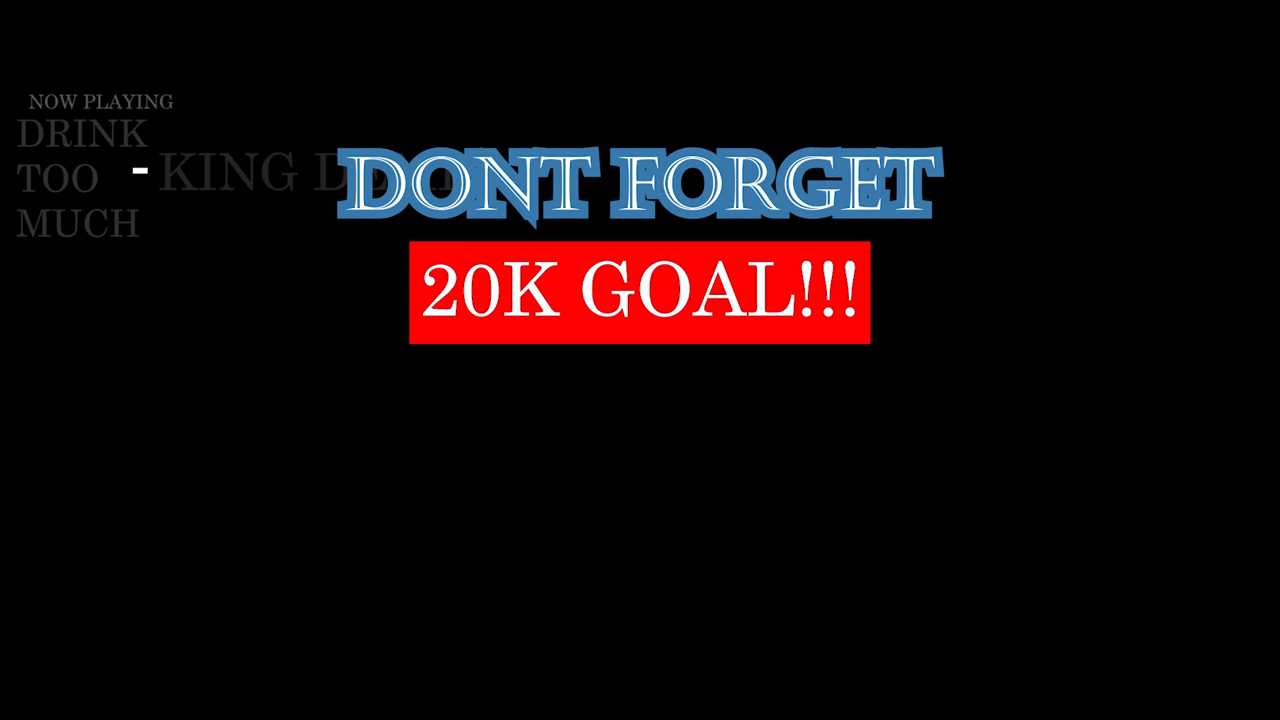 NOW PLAYING
DRINK
TOO
MUCH
- KING
DONT FORGET
20K GOAL!!!